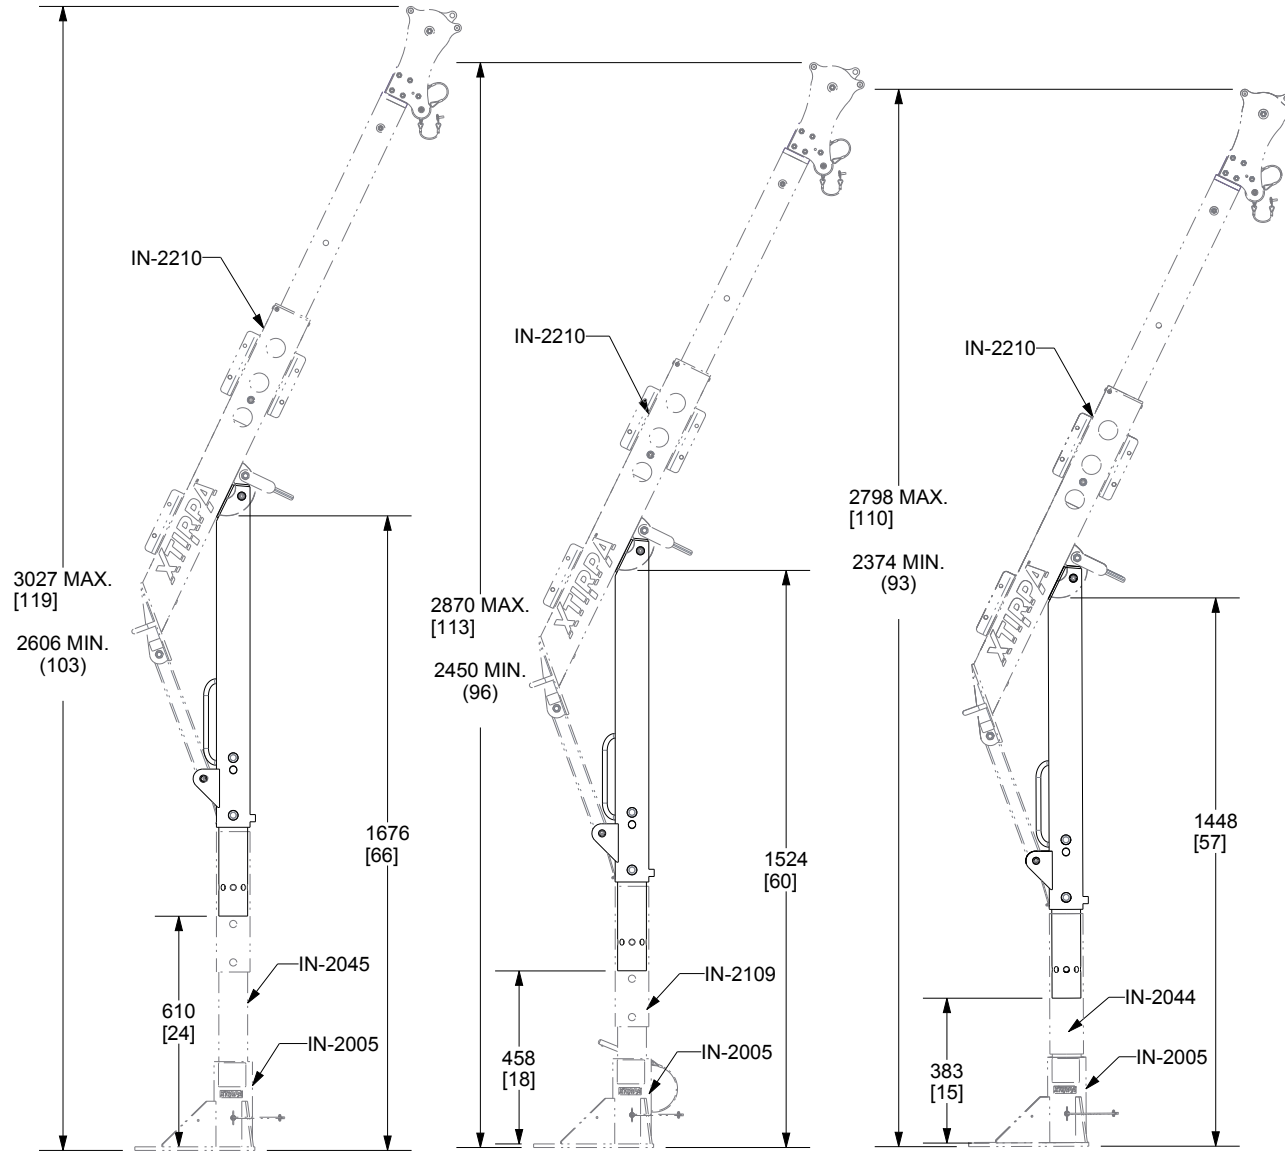 IN-2210
XTIRPA
3027 MAX.
[119]
2606 MIN.
(103)
1676
[66]
610
[24]
IN-2045
IN-2005
IN-2210
XTIRPA
2870 MAX.
[113]
2450 MIN.
(96)
1524
[60]
458
[18]
IN-2109
IN-2005
IN-2210
XTIRPA
2798 MAX.
[110]
2374 MIN.
(93)
1448
[57]
383
[15]
IN-2044
IN-2005